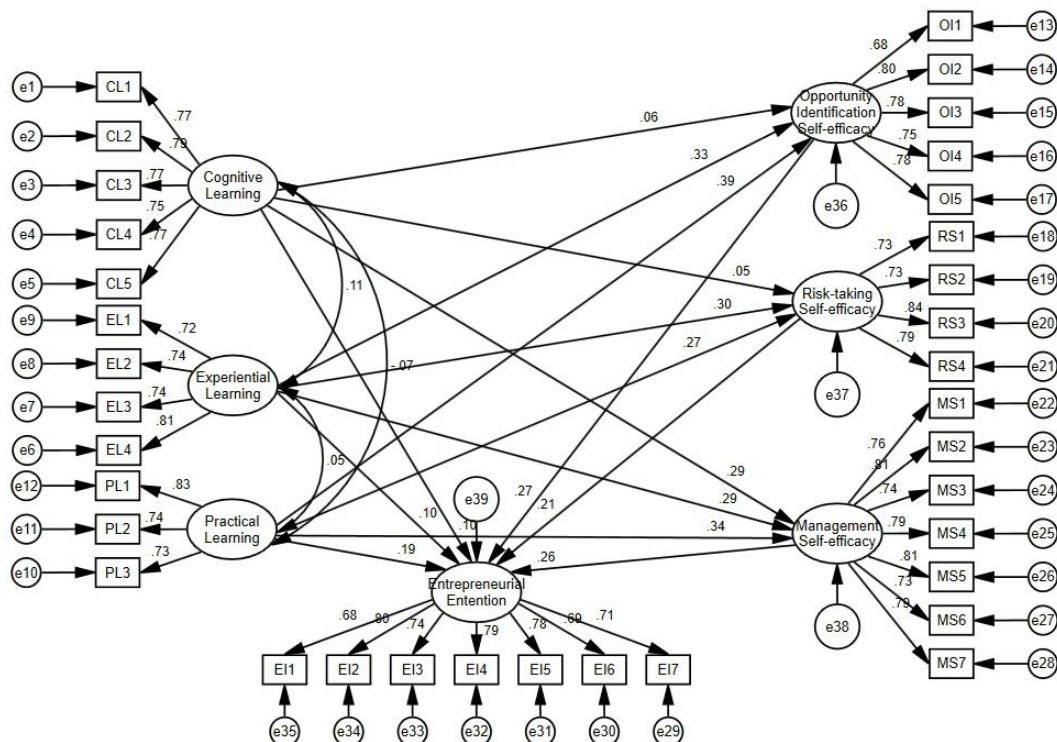 e1
CL1
.77
e2
CL2
.79
e3
CL3
.77
e4
CL4
.75
e5
CL5
.77
Cognitive
Learning
e9
EL1
.72
e8
EL2
.74
e7
EL3
.74
e6
EL4
.81
Experiential
Learning
e12
PL1
.83
e11
PL2
.74
e10
PL3
.73
Practical
Learning
.11
-.07
.05
.06
.33
.39
.05
.30
.27
.29
.29
.34
.10
.10
.19
.27
.21
.26
Opportunity
Identification
Self-efficacy
e36
.68
OI1
e13
.80
OI2
e14
.78
OI3
e15
.75
OI4
e16
.78
OI5
e17
Risk-taking
Self-efficacy
e37
.73
RS1
e18
.73
RS2
e19
.84
RS3
e20
.79
RS4
e21
Management
Self-efficacy
e38
.76
MS1
e22
.81
MS2
e23
.74
MS3
e24
.79
MS4
e25
.81
MS5
e26
.73
MS6
e27
.79
MS7
e28
e39
Entrepreneurial
Entention
.68
.80
.74
.79
.78
.69
.71
EI1
EI2
EI3
EI4
EI5
EI6
EI7
e35
e34
e33
e32
e31
e30
e29